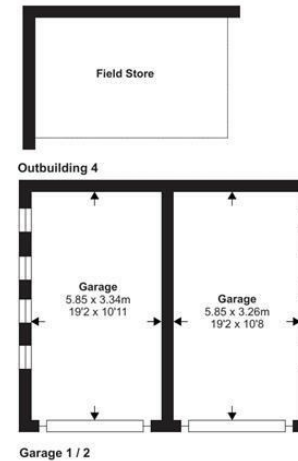 Field Store
Outbuilding 4
Garage
5.85 x 3.34m
19'2 x 10'11
Garage
5.85 x 3.26m
19'2 x 10'8
Garage 1 / 2